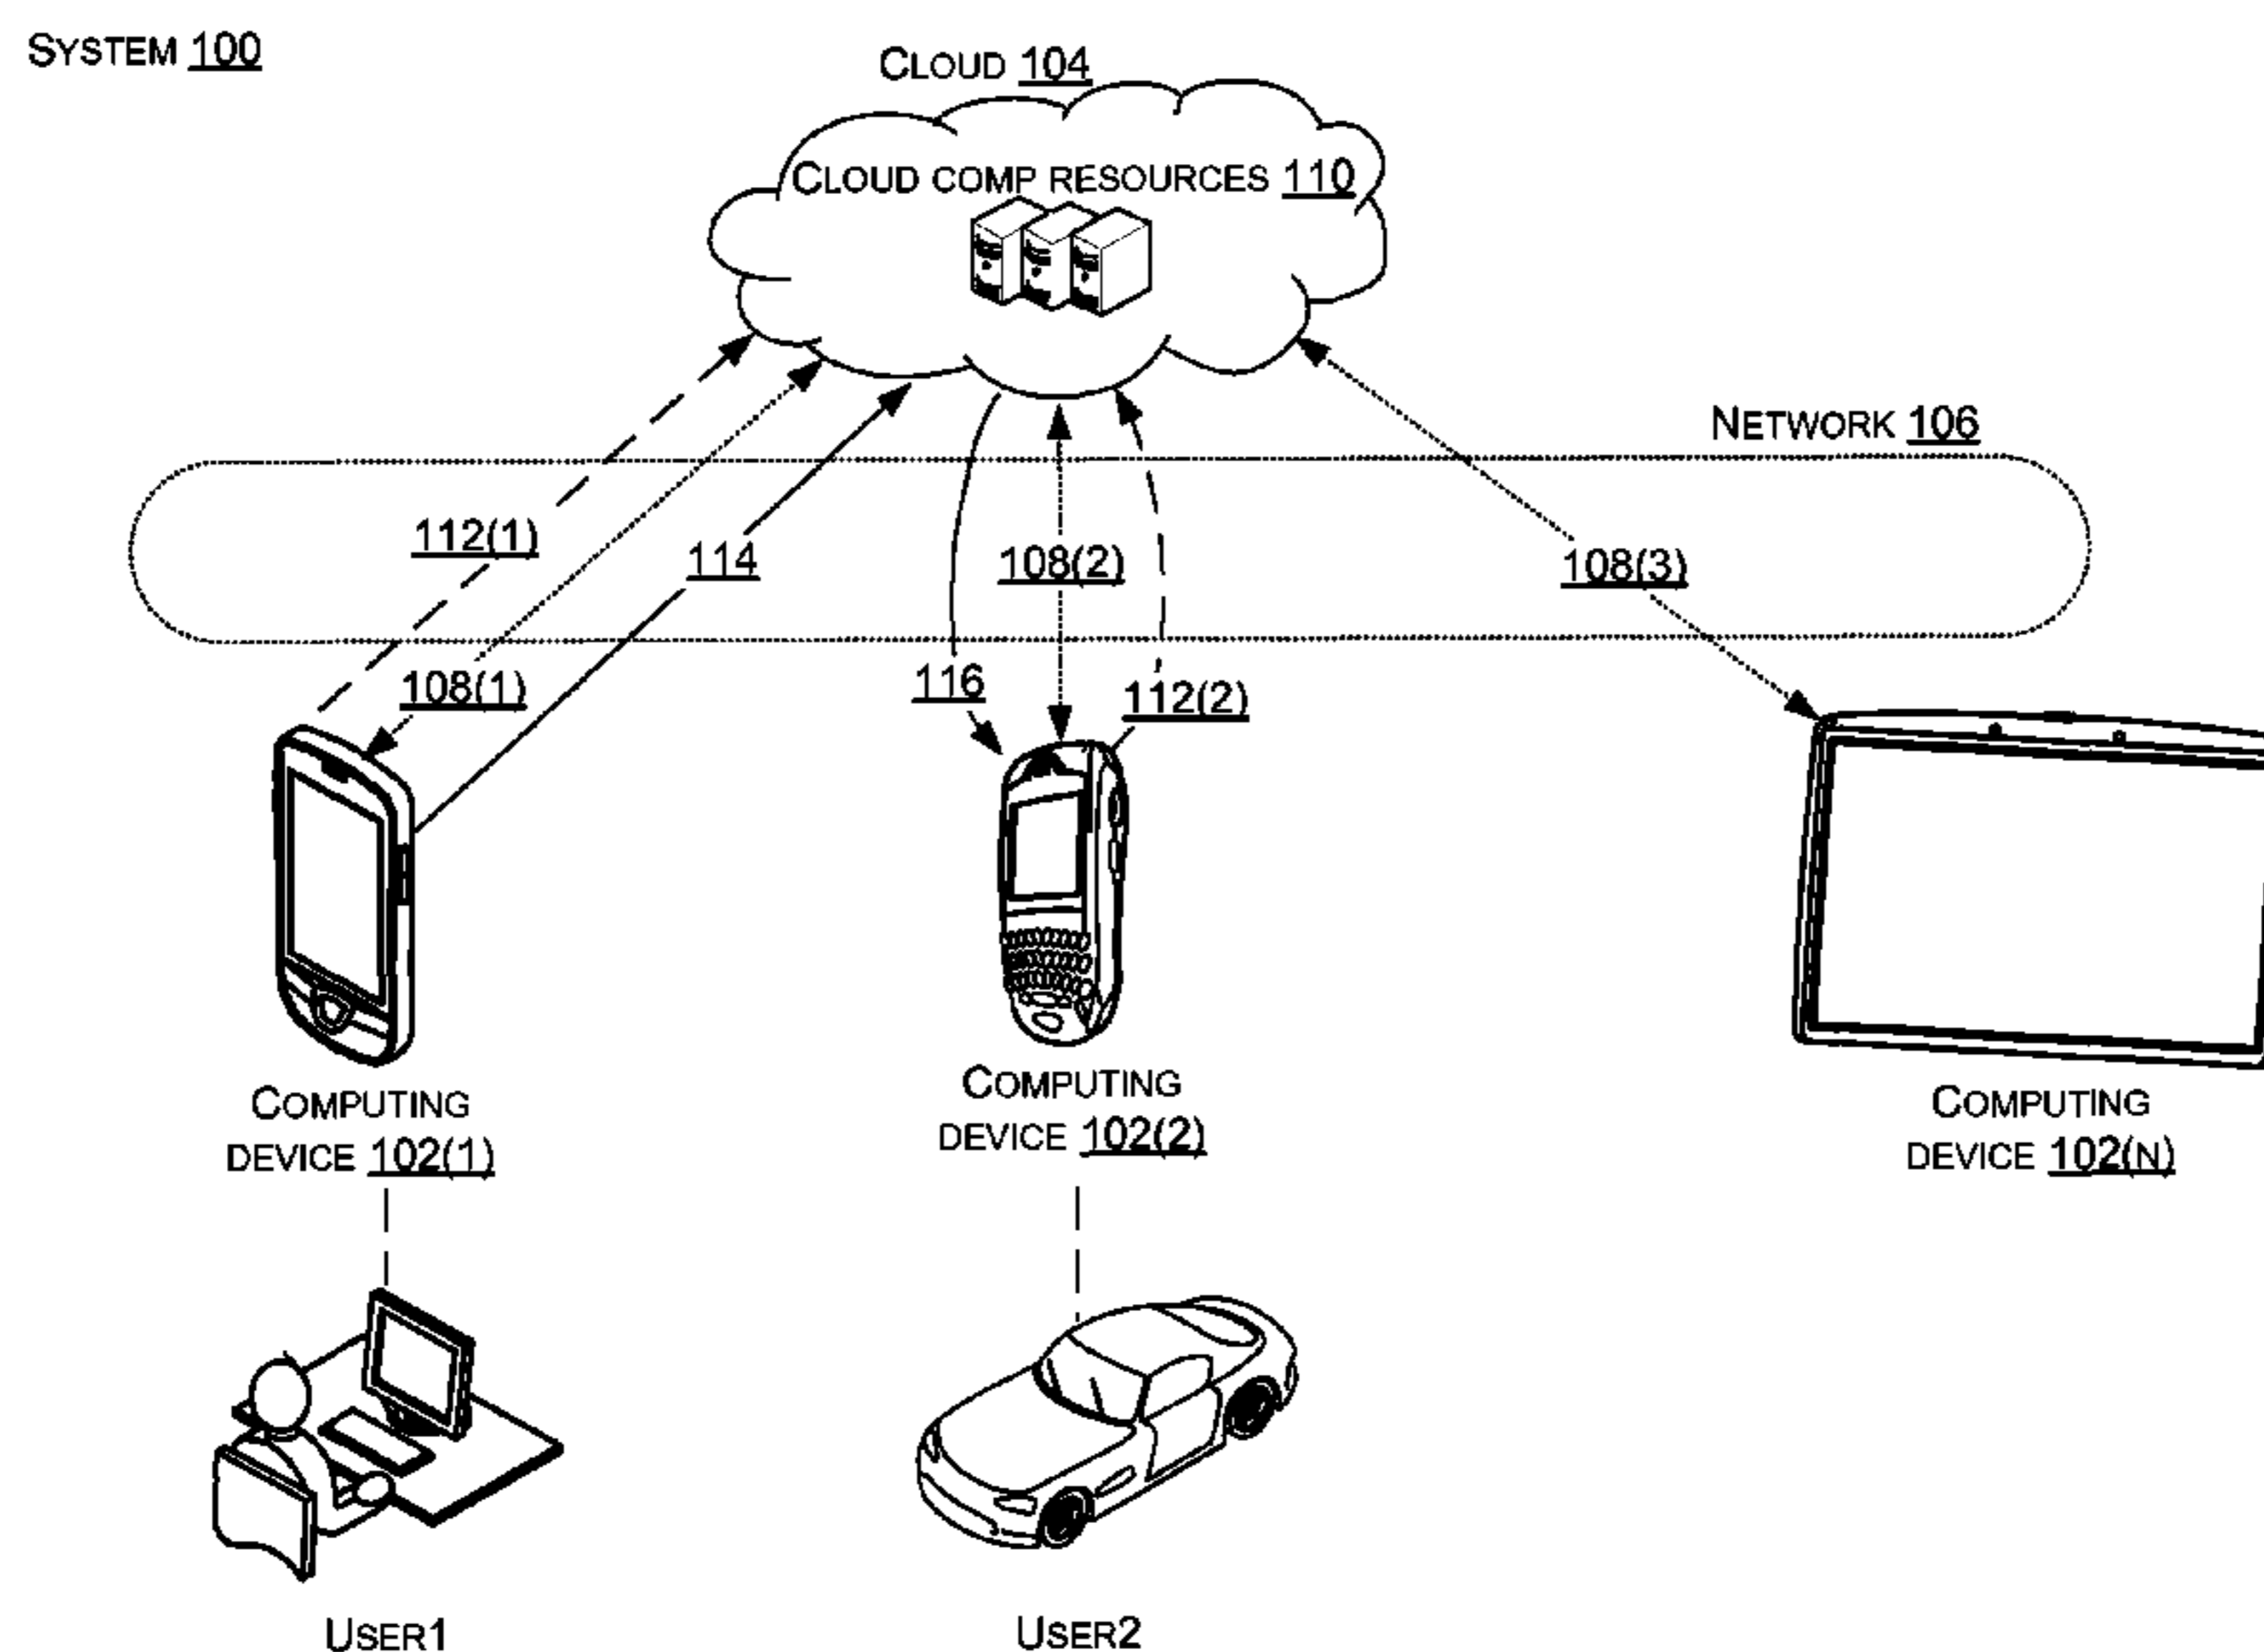 SYSTEM 100
CLOUD 104
CLOUD COMP RESOURCES 110
NETWORK 106
112(1)
114
108(2)
108(3)
108(1)
116
112(2)
COMPUTING
DEVICE 102(1)
COMPUTING
DEVICE 102(2)
COMPUTING
DEVICE 102(N)
USER1
USER2